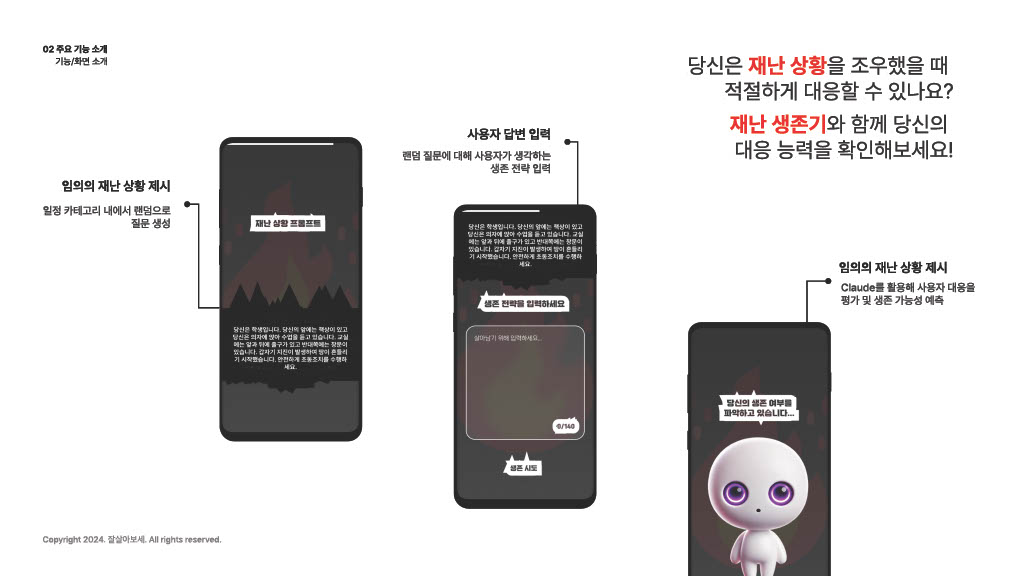 02 주요 기능 소개
기능/화면 소개
당신은 재난 상황을 조우했을 때
적절하게 대응할 수 있나요?
재난 생존기와 함께 당신의
대응 능력을 확인해보세요!
임의의 재난 상황 제시
일정 카테고리 내에서 랜덤으로
질문 생성
재난 상황 프롬프트
당신은 학생입니다. 당신의 앞에는 책상이 있고
당신은 의자에 앉아 수업을 듣고 있습니다. 교실
에는 앞과 뒤에 출구가 있고 반대쪽에는 창문이
있습니다. 갑자기 지진이 발생하여 땅이 흔들리
기 시작했습니다. 안전하게 초동조치를 수행하
세요.
사용자 답변 입력
랜덤 질문에 대해 사용자가 생각하는
생존 전략 입력
당신은 학생입니다. 당신의 앞에는 책상이 있고
당신은 의자에 앉아 수업을 듣고 있습니다. 교실
에는 앞과 뒤에 출구가 있고 반대쪽에는 창문이
있습니다. 갑자기 지진이 발생하여 땅이 흔들리
기 시작했습니다. 안전하게 초동조치를 수행하
세요.
생존 전략을 입력하세요
살아남기 위해 입력하세요...
0/140
생존 시도
임의의 재난 상황 제시
Claude를 활용해 사용자 대응을
평가 및 생존 가능성 예측
당신의 생존 여부를
파악하고 있습니다...
Copyright 2024. 잘살아보세. All rights reserved.